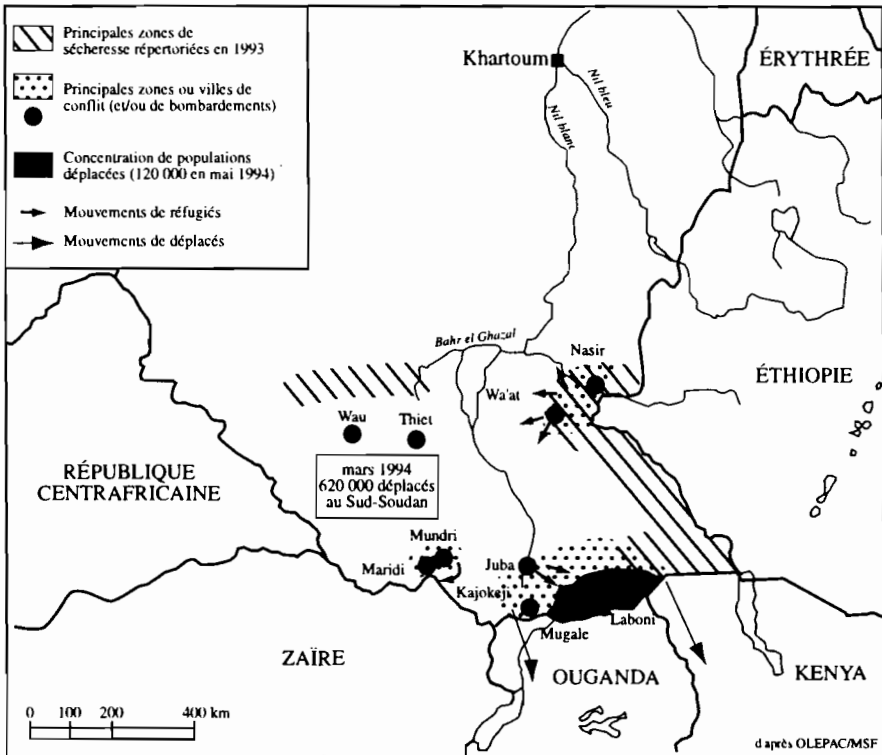 Principales zones de
sécheresse répertoriées en 1993
Principales zones ou villes de
conflit (et/ou de bombardements)
Concentration de populations
déplacées (120 000 en mai 1994)
Mouvements de réfugiés
Mouvements de déplacés
Khartoum
ÉRYTHRÉE
Nil bleu
Nil blanc
Bahr el Ghazal
Nasir
Wa'at
ÉTHIOPIE
Wau
Thiet
RÉPUBLIQUE
CENTRAFRICAINE
mars 1994
620 000 déplacés
au Sud-Soudan
Mundri
Maridi
Juba
Kajokeji
Laboni
Mugale
ZAÏRE
OUGANDA
KENYA
0 100 200 400 km
d'après OLEPAC/MSF